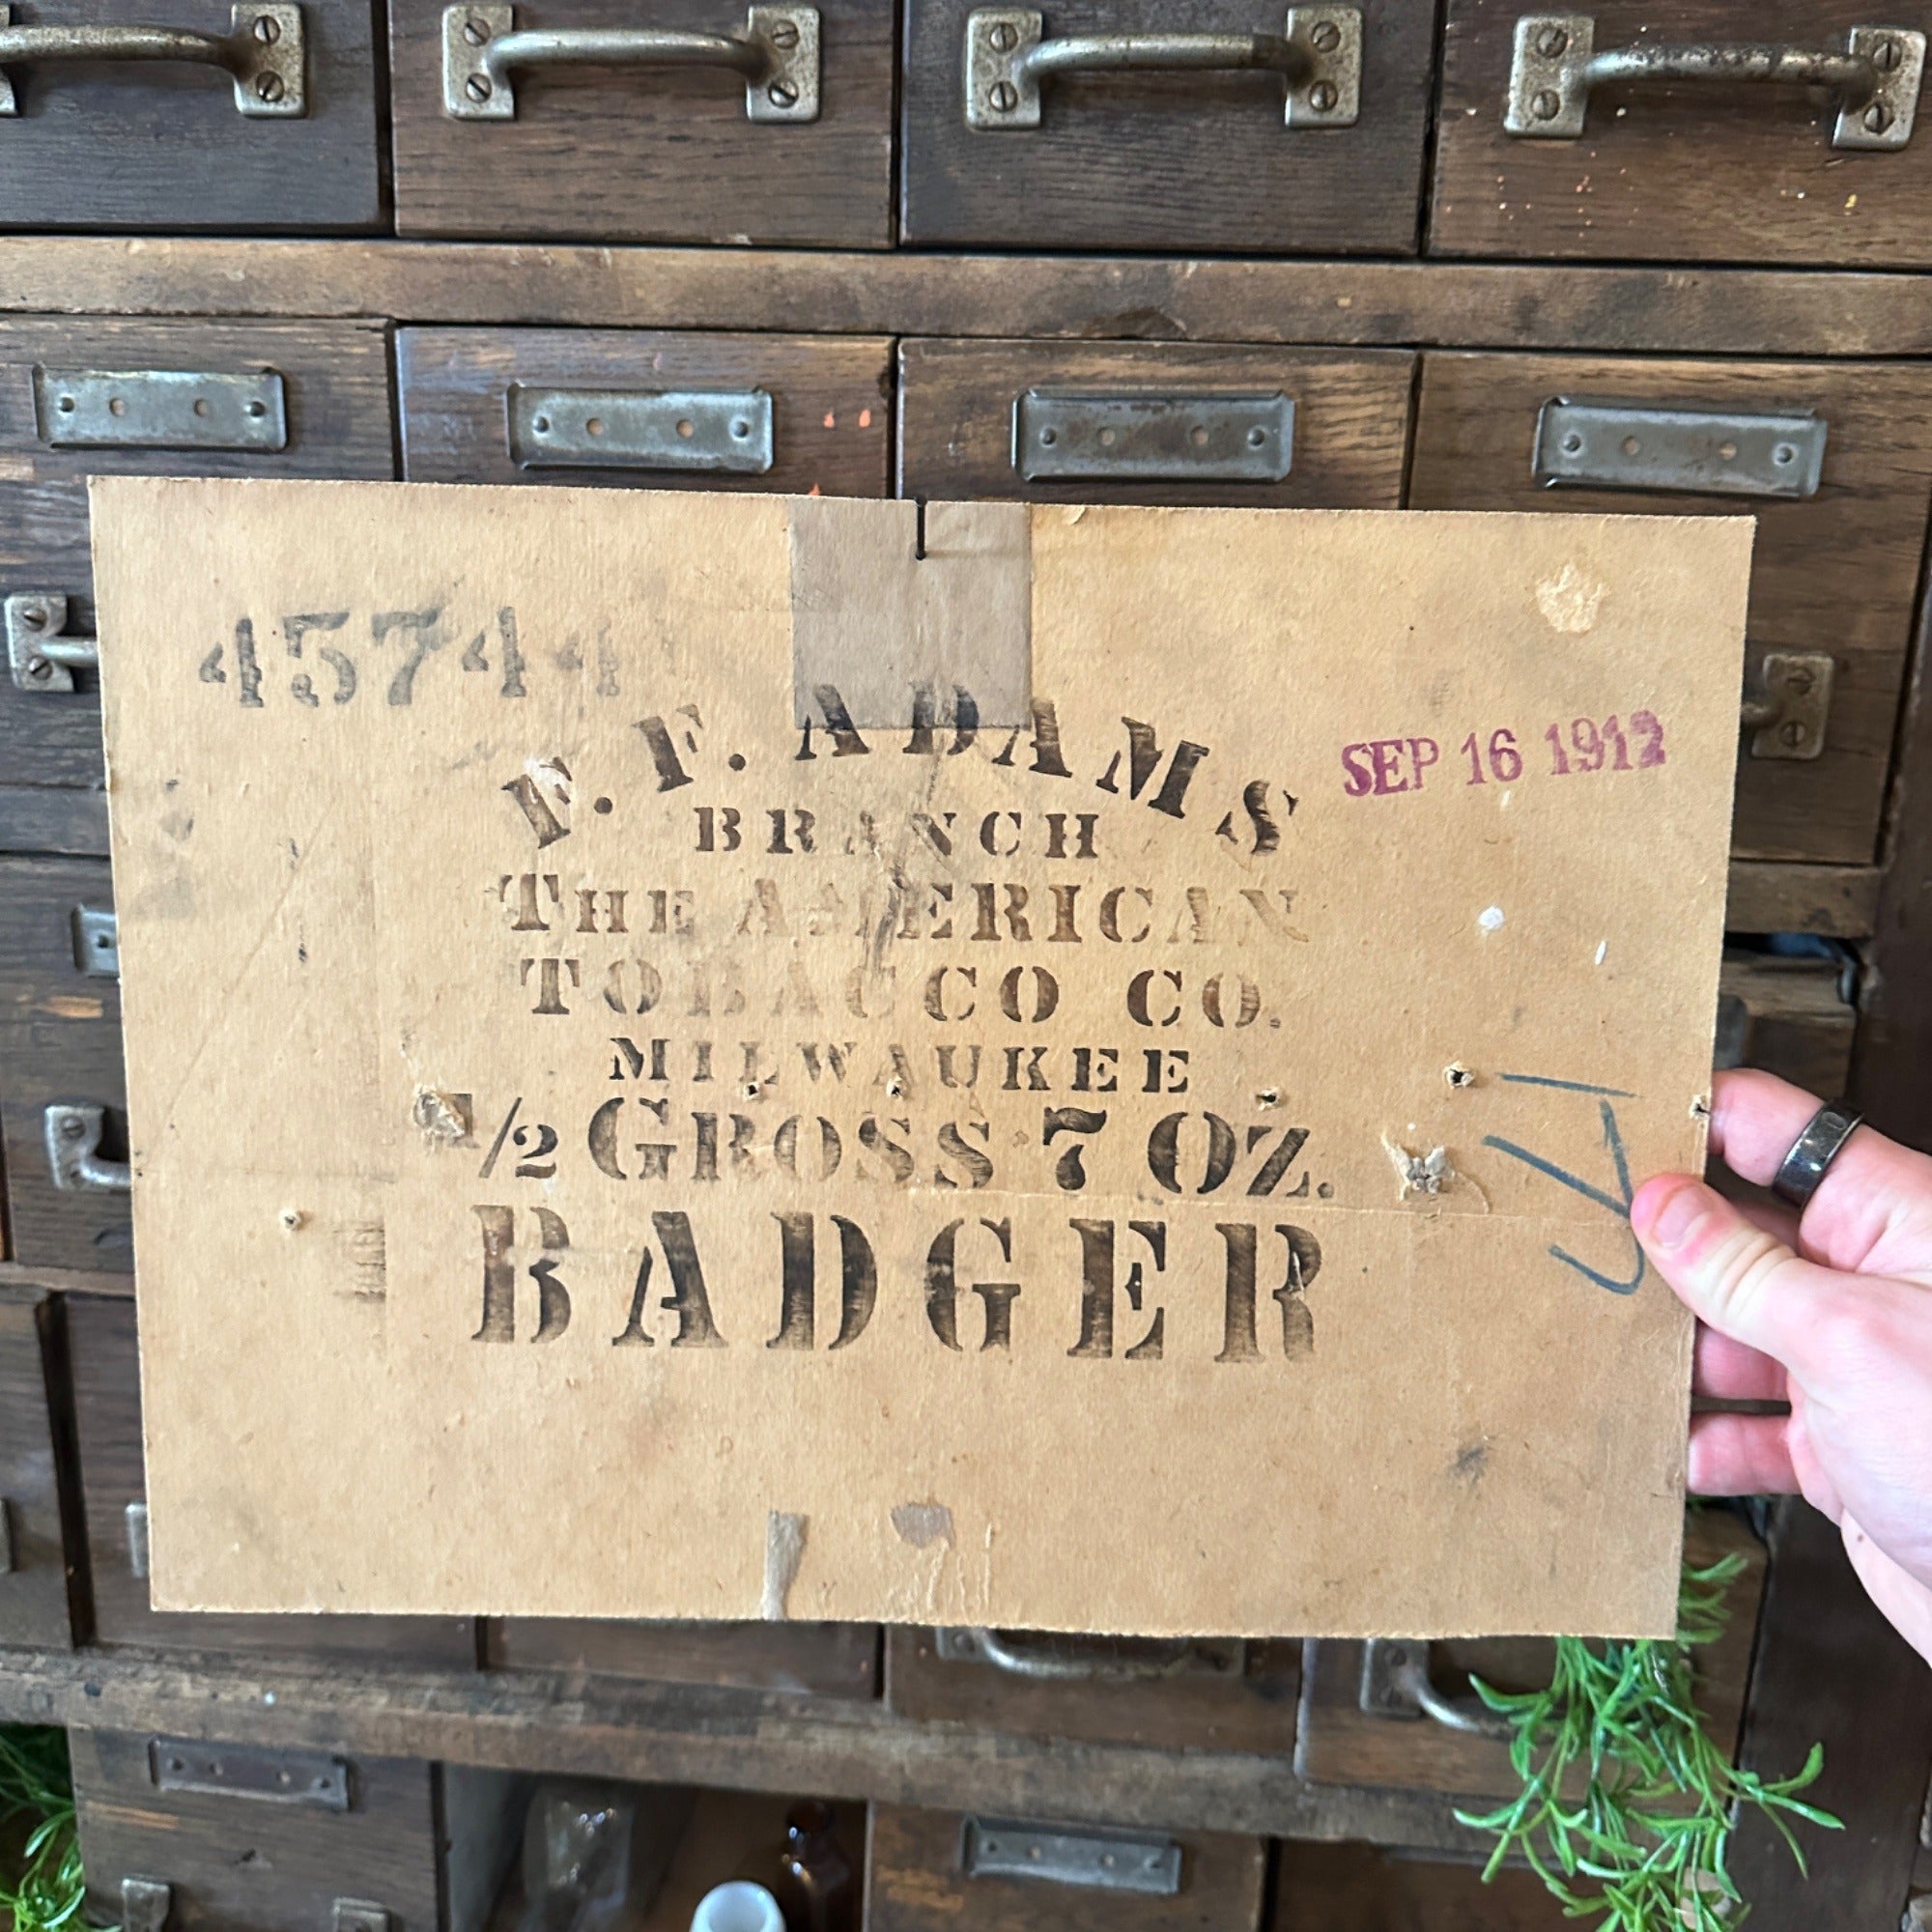 45744
F. F. ADAMS
SEP 16 1912
BRANCH
THE AMERICAN
TOBACCO CO.
MILWAUKEE
1/2 GROSS 7 OZ.
BADGER